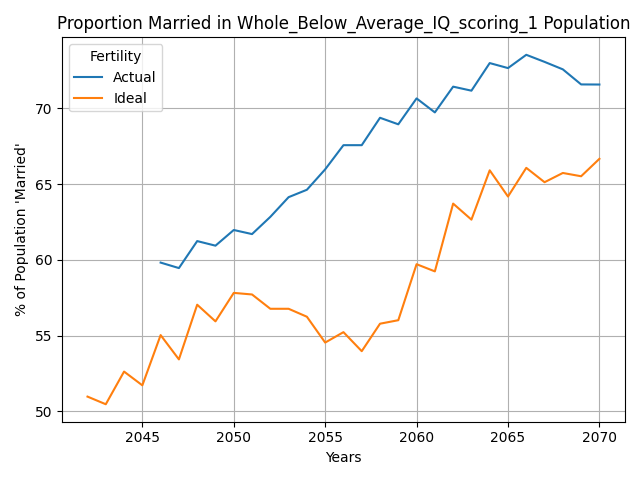 Proportion Married in Whole_Below_Average_IQ_scoring_1 Population
Fertility
Actual
Ideal
% of Population 'Married'
70
65
60
55
50
2045 2050 2055 2060 2065 2070
Years